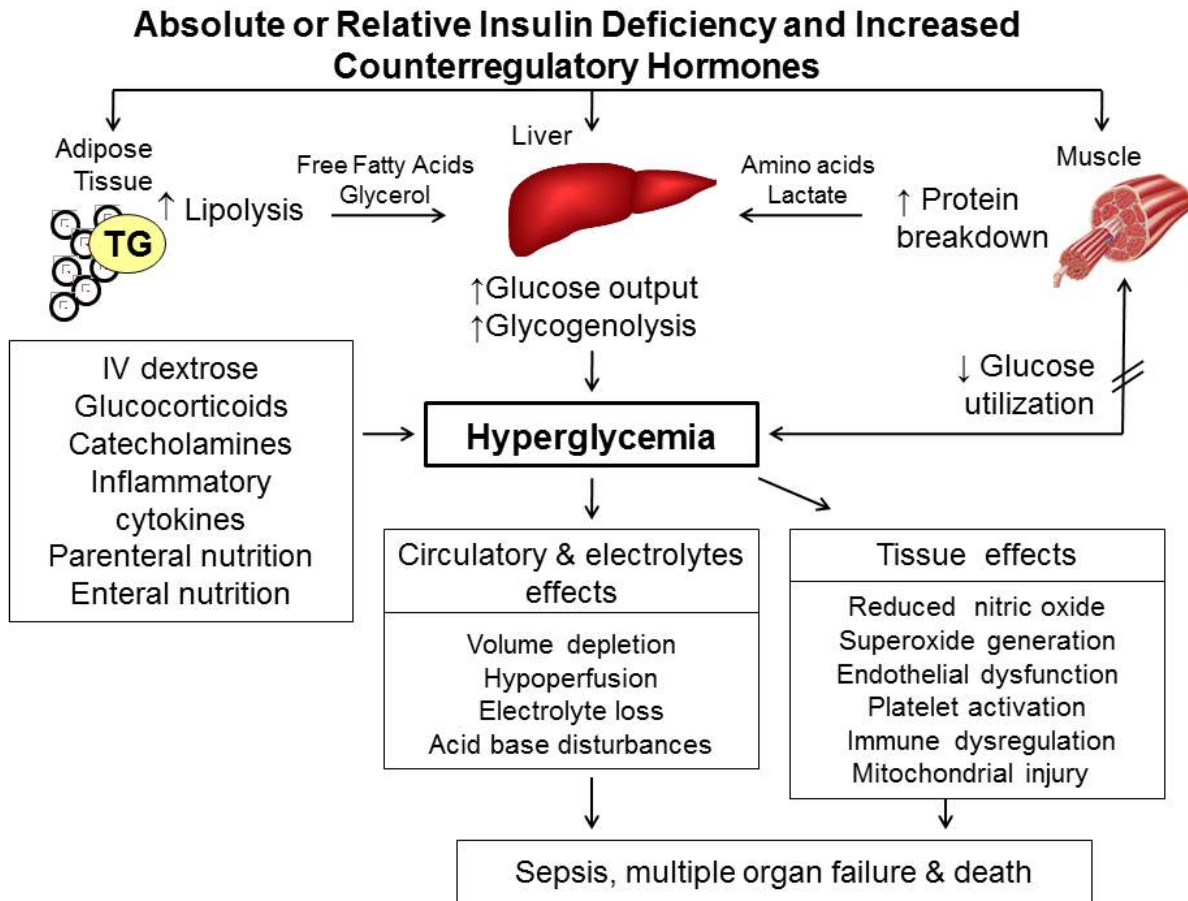 Absolute or Relative Insulin Deficiency and Increased
Counterregulatory Hormones
Adipose
Tissue
TG
↑ Lipolysis
Free Fatty Acids
Glycerol
Liver
Amino acids
Lactate
↑ Protein
breakdown
Muscle
↑Glucose output
↑Glycogenolysis
↓ Glucose
utilization
IV dextrose
Glucocorticoids
Catecholamines
Inflammatory
cytokines
Parenteral nutrition
Enteral nutrition
Hyperglycemia
Circulatory & electrolytes
effects
Volume depletion
Hypoperfusion
Electrolyte loss
Acid base disturbances
Tissue effects
Reduced nitric oxide
Superoxide generation
Endothelial dysfunction
Platelet activation
Immune dysregulation
Mitochondrial injury
Sepsis, multiple organ failure & death